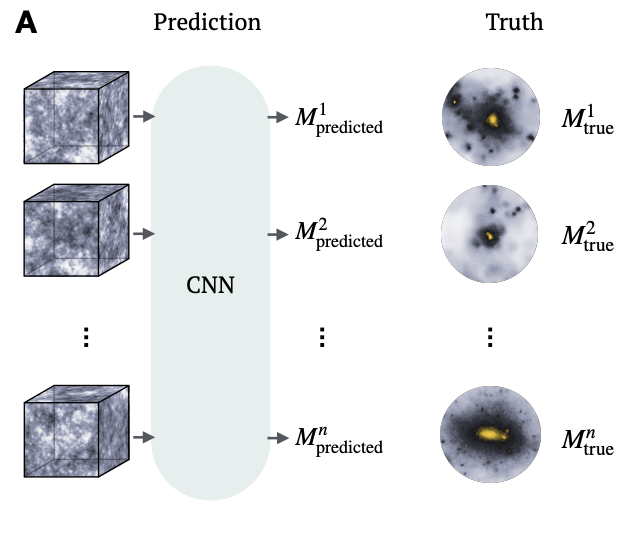 A
Prediction Truth
M^1_predicted M^1_true
M^2_predicted M^2_true
CNN
⋮ ⋮ ⋮
M^n_predicted M^n_true